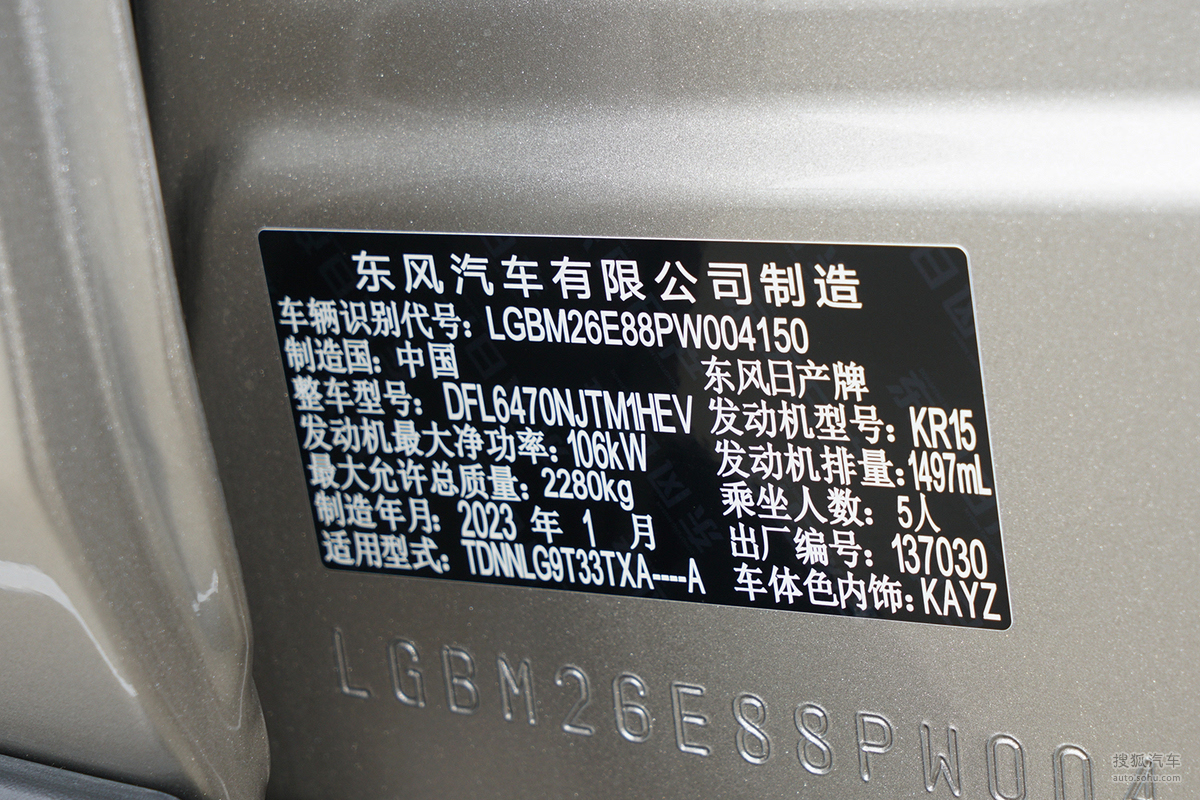 东风汽车有限公司制造
车辆识别代号: LGBM26E88PW004150
制造国: 中国 东风日产牌
整车型号: DFL6470NJTM1HEV 发动机型号: KR15
发动机最大净功率: 106kW 发动机排量: 1497mL
最大允许总质量: 2280kg 乘坐人数: 5人
制造年月: 2023 年 1 月 出厂编号: 137030
适用型式: TDNNLG9T33TXA----A 车体色内饰: KAYZ
LGBM26E88PW004
搜狐汽车
auto.sohu.com